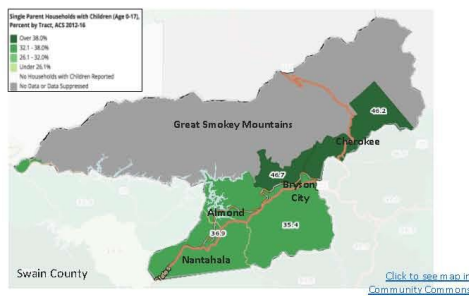 Single Parent Households with Children (Age 0-17),
Percent by Tract, ACS 2012-16
Over 38.0%
32.1 - 38.0%
26.1 - 32.0%
Under 26.1%
No Households with Children Reported
No Data or Data Suppressed
46.2
Great Smokey Mountains
Cherokee
46.7
Bryson
City
Almond
35.4
36.9
Nantahala
Swain County
Click to see map in
Community Commons